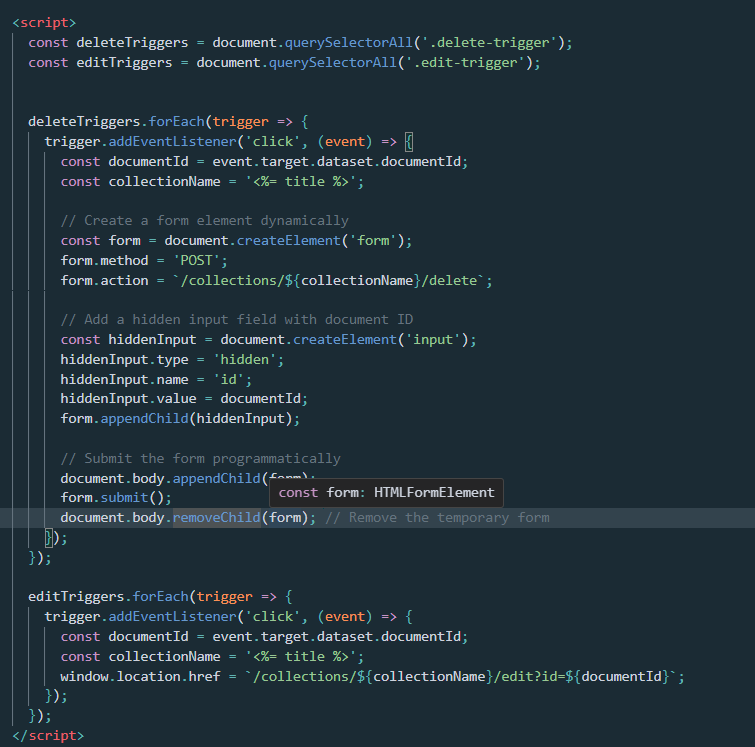 <script>
const deleteTriggers = document.querySelectorAll('.delete-trigger');
const editTriggers = document.querySelectorAll('.edit-trigger');
deleteTriggers.forEach(trigger => {
trigger.addEventListener('click', (event) => {
const documentId = event.target.dataset.documentId;
const collectionName = '<%= title %>';
// Create a form element dynamically
const form = document.createElement('form');
form.method = 'POST';
form.action = `/collections/${collectionName}/delete`;
// Add a hidden input field with document ID
const hiddenInput = document.createElement('input');
hiddenInput.type = 'hidden';
hiddenInput.name = 'id';
hiddenInput.value = documentId;
form.appendChild(hiddenInput);
// Submit the form programmatically
document.body.appendChild(form);
const form: HTMLFormElement
form.submit();
document.body.removeChild(form); // Remove the temporary form
});
});
editTriggers.forEach(trigger => {
trigger.addEventListener('click', (event) => {
const documentId = event.target.dataset.documentId;
const collectionName = '<%= title %>';
window.location.href = `/collections/${collectionName}/edit?id=${documentId}`;
});
});
</script>